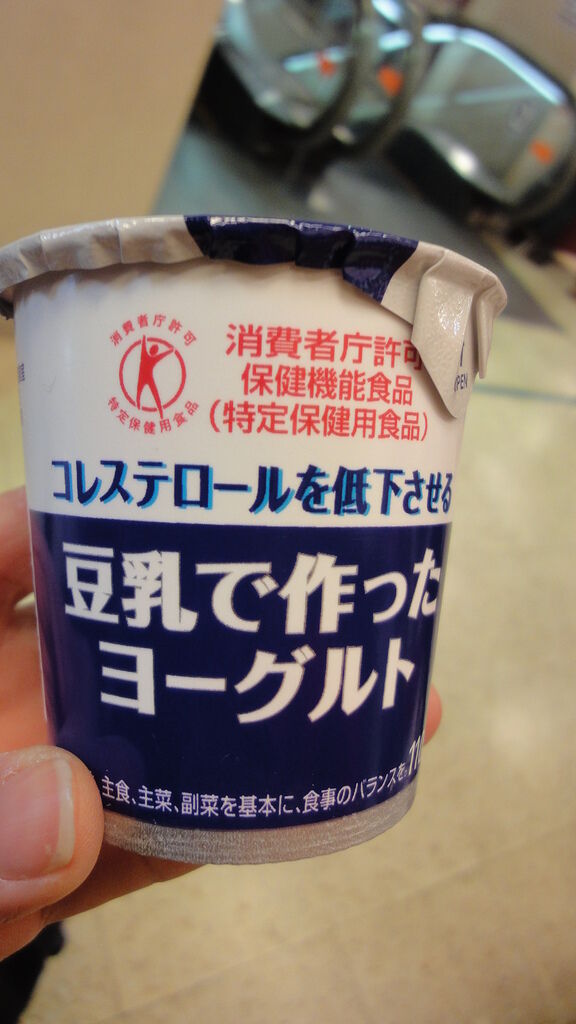 消費者庁許可
特定保健用食品
消費者庁許可
保健機能食品
(特定保健用食品)
OPEN
コレステロールを低下させる
豆乳で作った
ヨーグルト
主食、主菜、副菜を基本に、食事のバランスを。